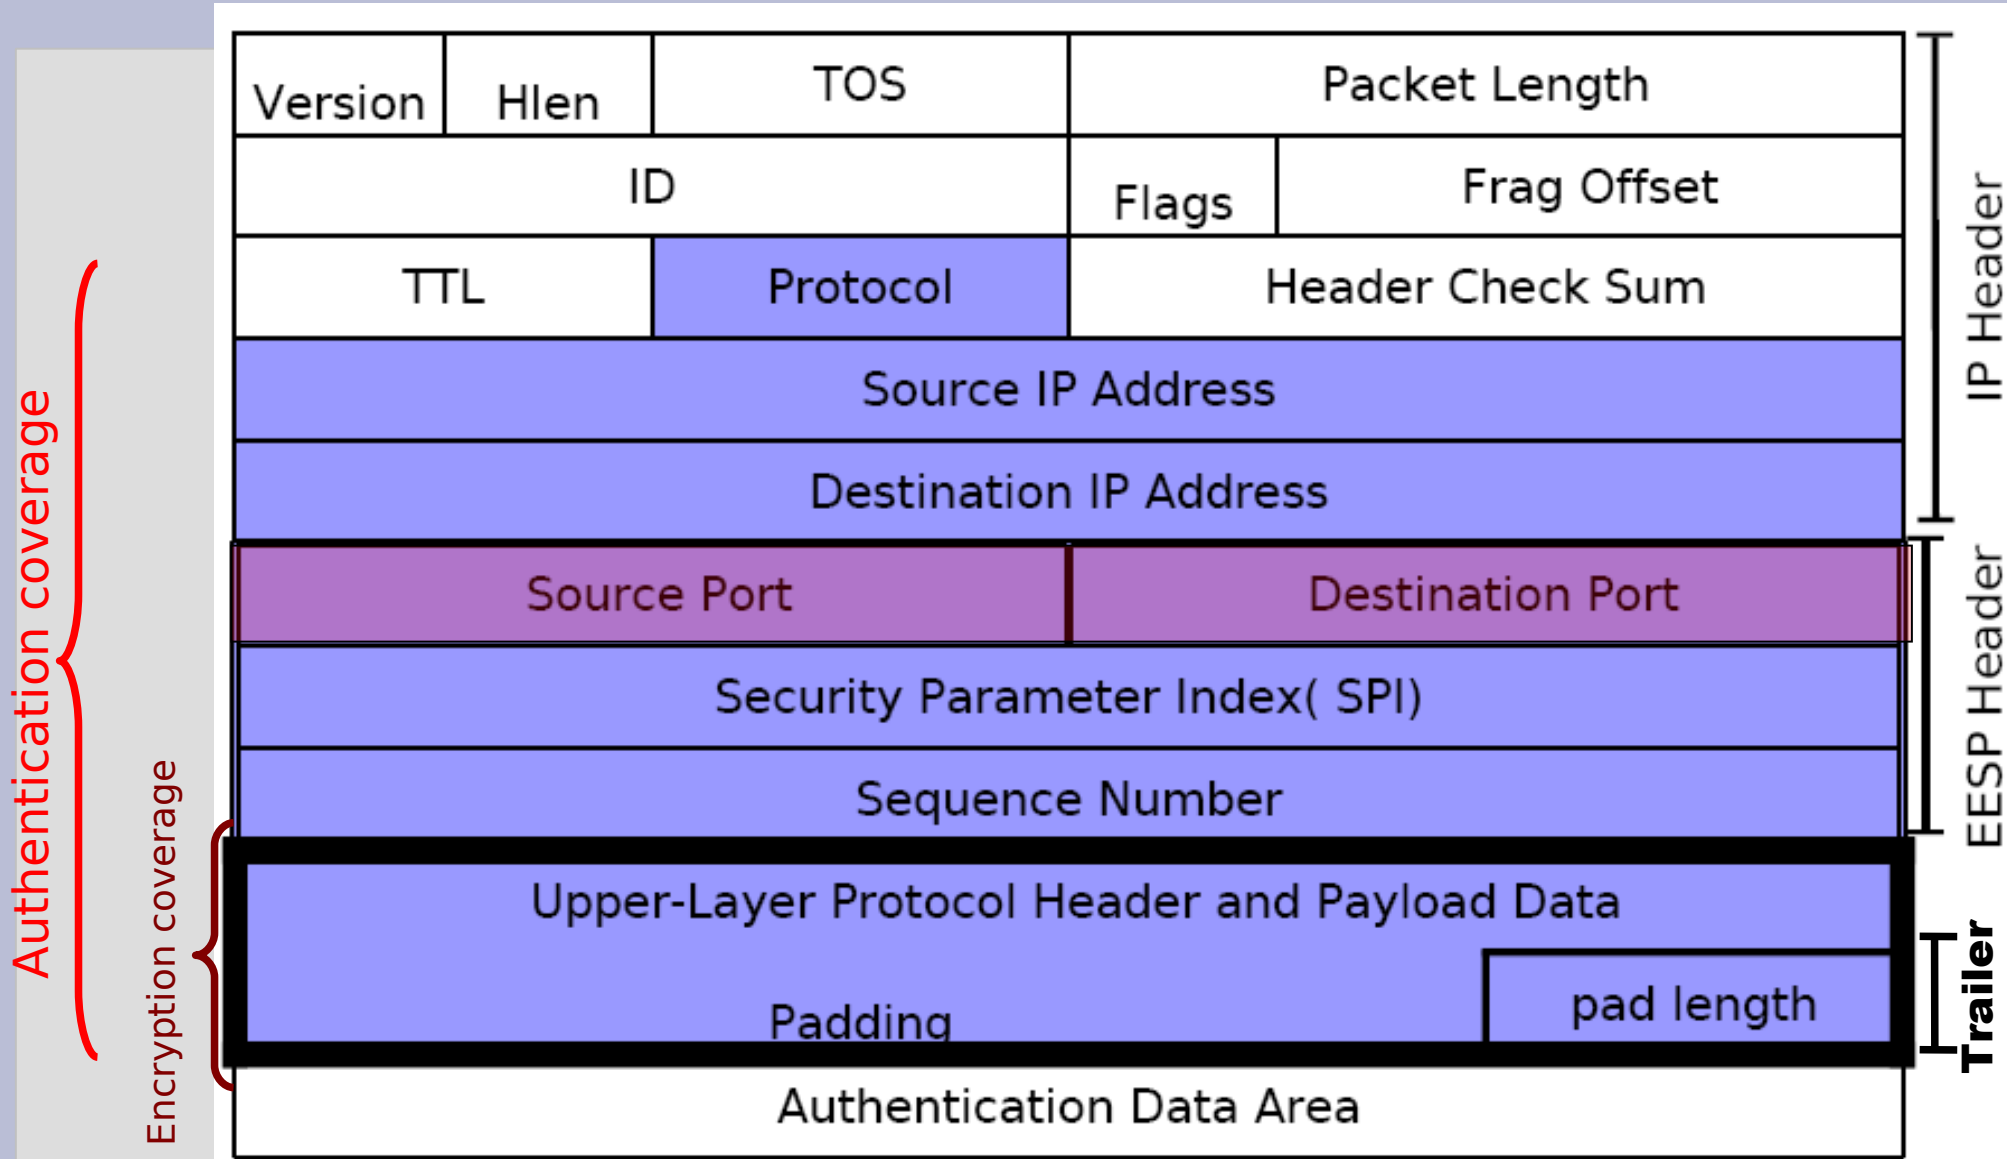 Version Hlen TOS Packet Length
ID Flags Frag Offset
TTL Protocol Header Check Sum
Source IP Address
Destination IP Address
Source Port Destination Port
Security Parameter Index( SPI)
Sequence Number
Upper-Layer Protocol Header and Payload Data
Padding pad length
Authentication Data Area
Authentication coverage
Encryption coverage
IP Header
EESP Header
Trailer